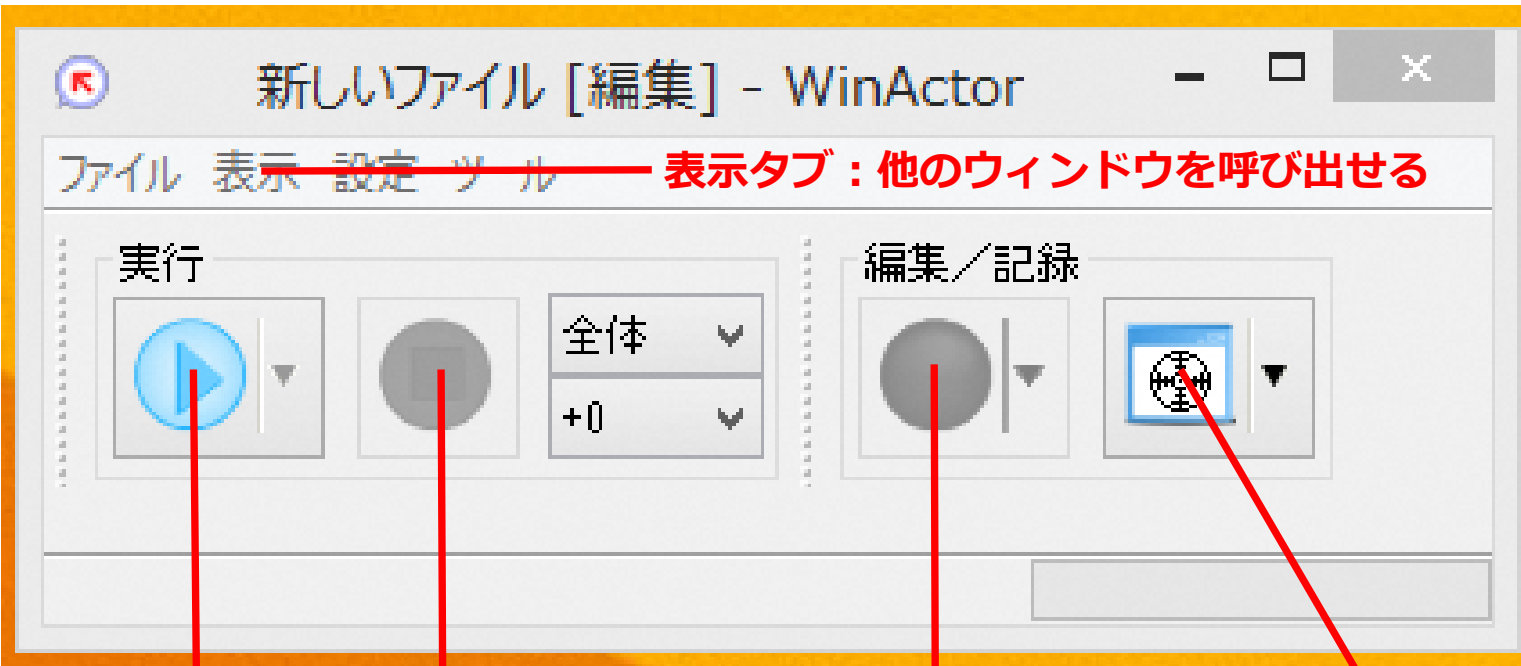 新しいファイル [編集] - WinActor
ファイル 表示 設定 ツール 表示タブ：他のウィンドウを呼び出せる
実行 編集／記録
全体
+0